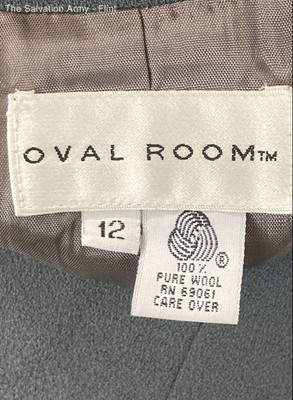 The Salvation Army - Flint
OVAL ROOM™
12
®
100%
PURE WOOL
RN 69061
CARE OVER